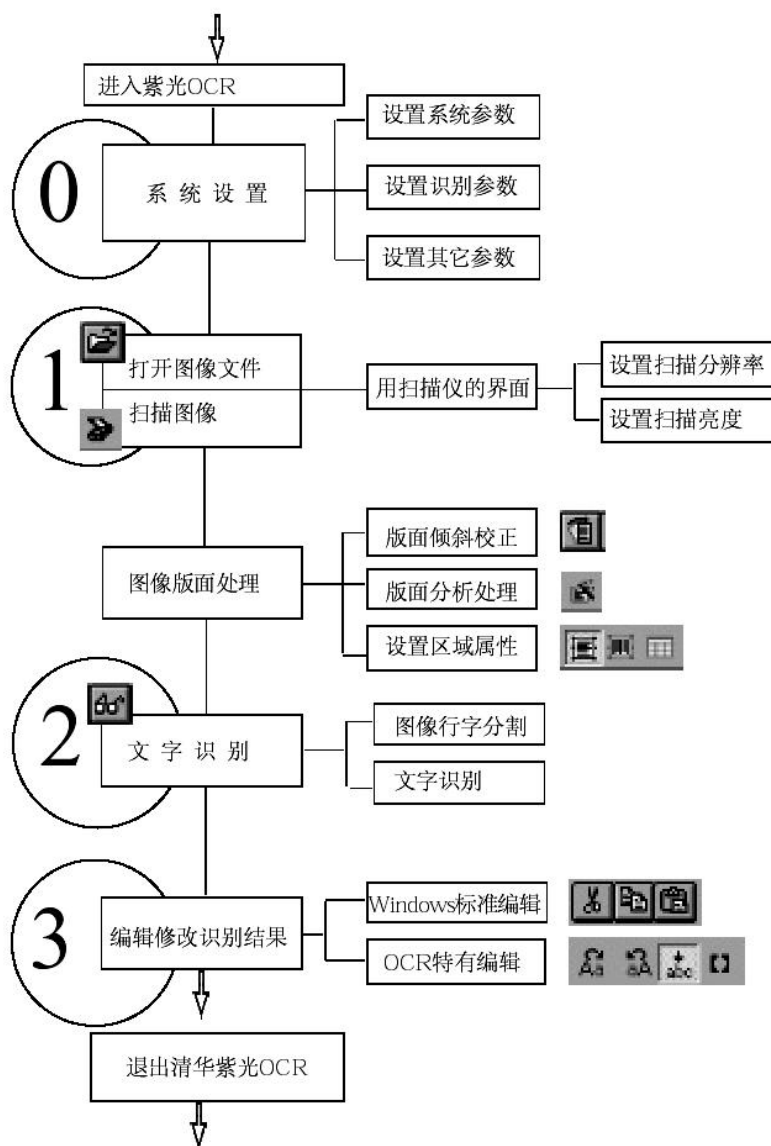 进入紫光OCR
设置系统参数
0
系统设置
设置识别参数
设置其它参数
1
打开图像文件
扫描图像
用扫描仪的界面
设置扫描分辨率
设置扫描亮度
版面倾斜校正
图像版面处理
版面分析处理
设置区域属性
2
文字识别
图像行字分割
文字识别
3
编辑修改识别结果
Windows标准编辑
OCR特有编辑
Aa
aA
abc
退出清华紫光OCR